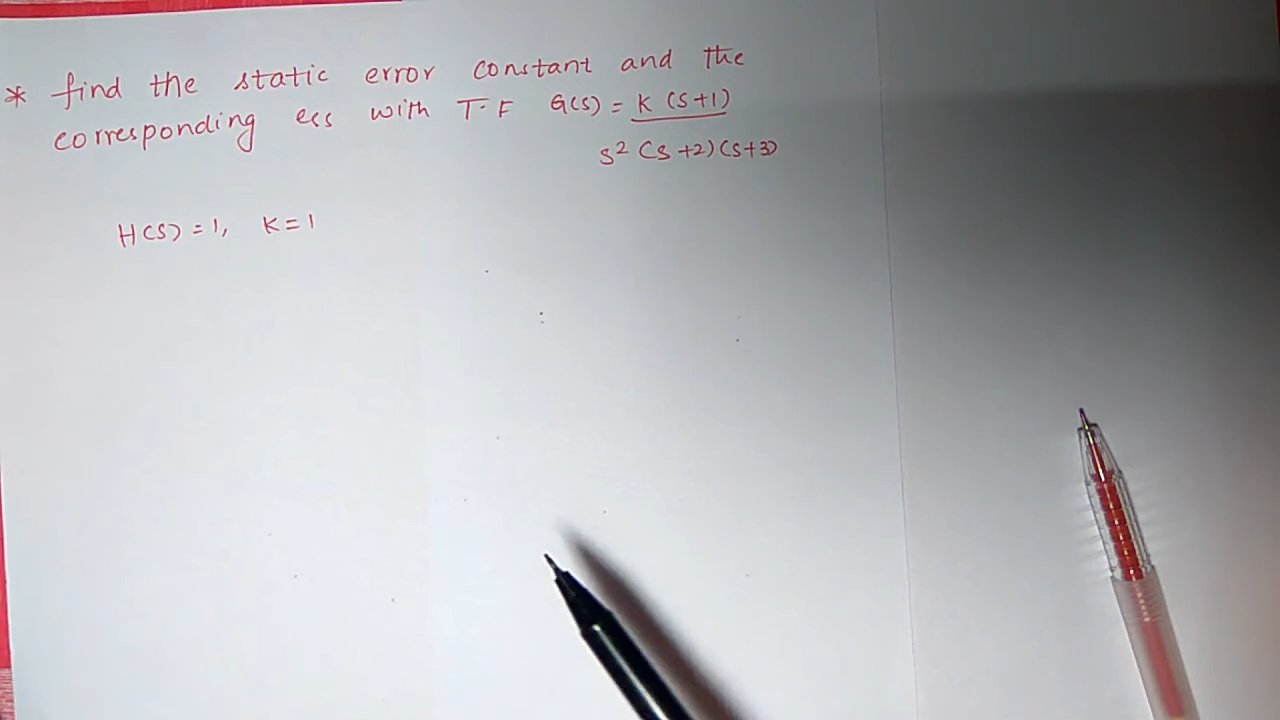 * find the static error constant and the
corresponding ess with T.F G(s) = K (s+1)
s² (s+2)(s+3)
H(s) = 1, K = 1